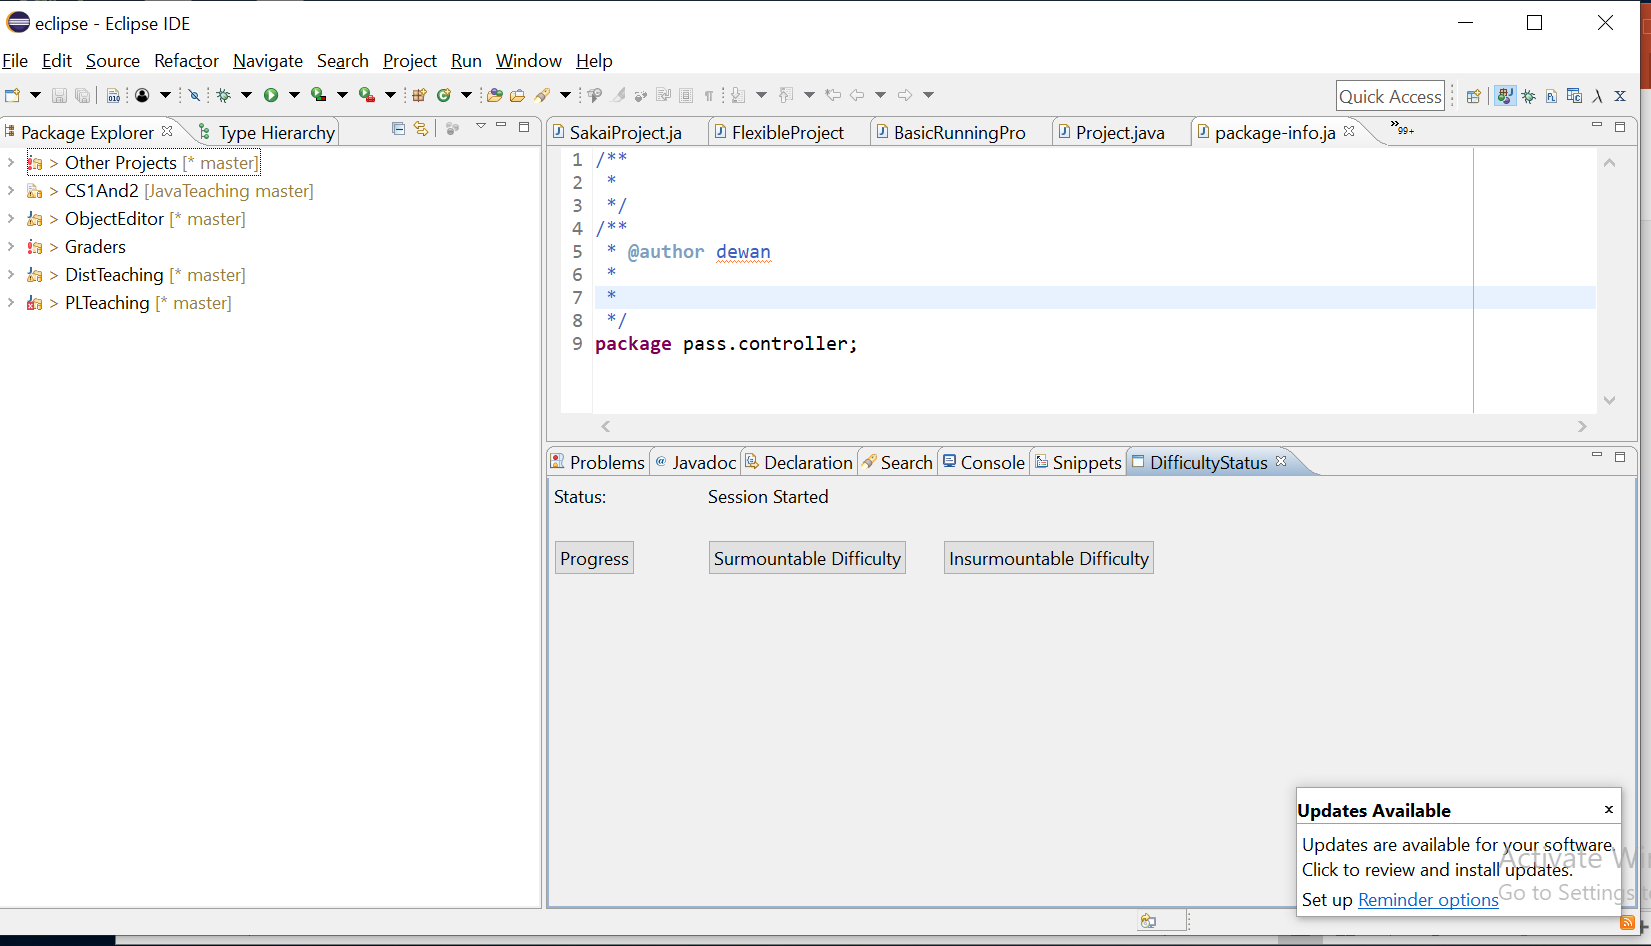 eclipse - Eclipse IDE
File Edit Source Refactor Navigate Search Project Run Window Help
Quick Access
Package Explorer Type Hierarchy
> Other Projects [* master]
> CS1And2 [JavaTeaching master]
> ObjectEditor [* master]
> Graders
> DistTeaching [* master]
> PLTeaching [* master]
SakaiProject.ja FlexibleProject BasicRunningPro Project.java package-info.ja »99+
1 /**
2 *
3 */
4 /**
5 * @author dewan
6 *
7 *
8 */
9 package pass.controller;
Problems @ Javadoc Declaration Search Console Snippets DifficultyStatus
Status: Session Started
Progress Surmountable Difficulty Insurmountable Difficulty
Updates Available x
Updates are available for your software.
Click to review and install updates.
Set up Reminder options
Activate Wi
Go to Settings t